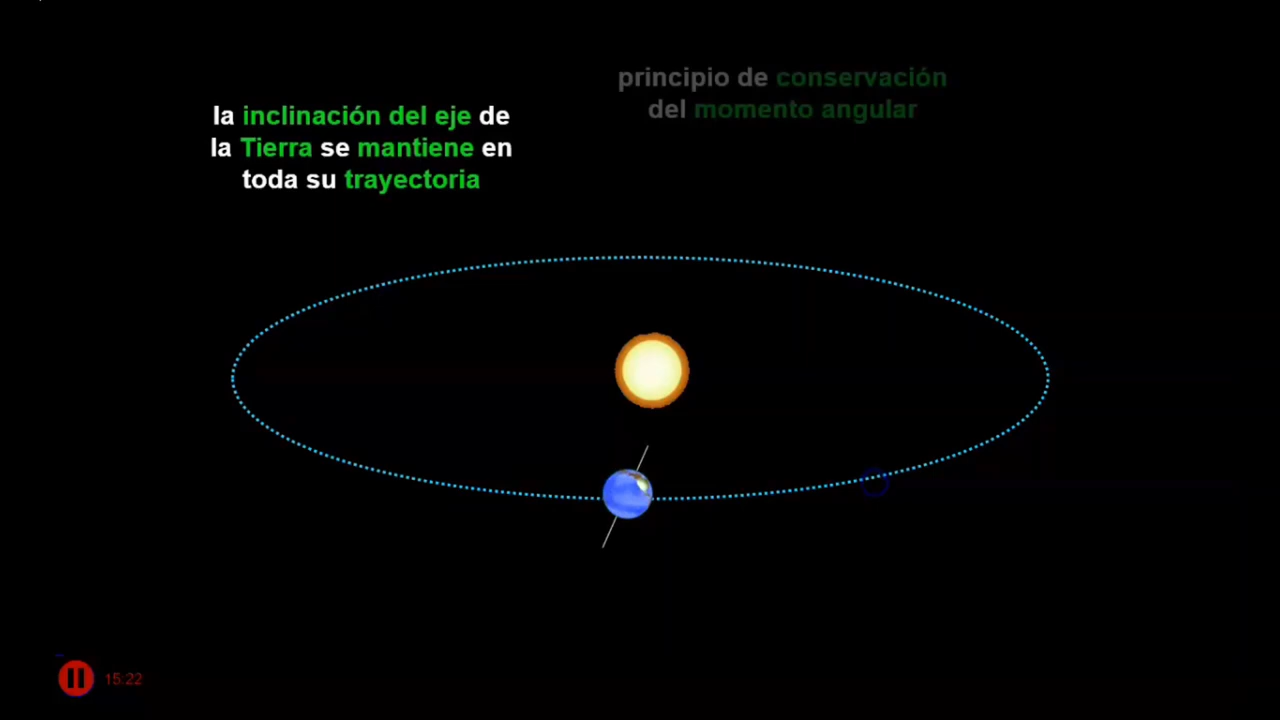 principio de conservación
del momento angular
la inclinación del eje de
la Tierra se mantiene en
toda su trayectoria
15:22